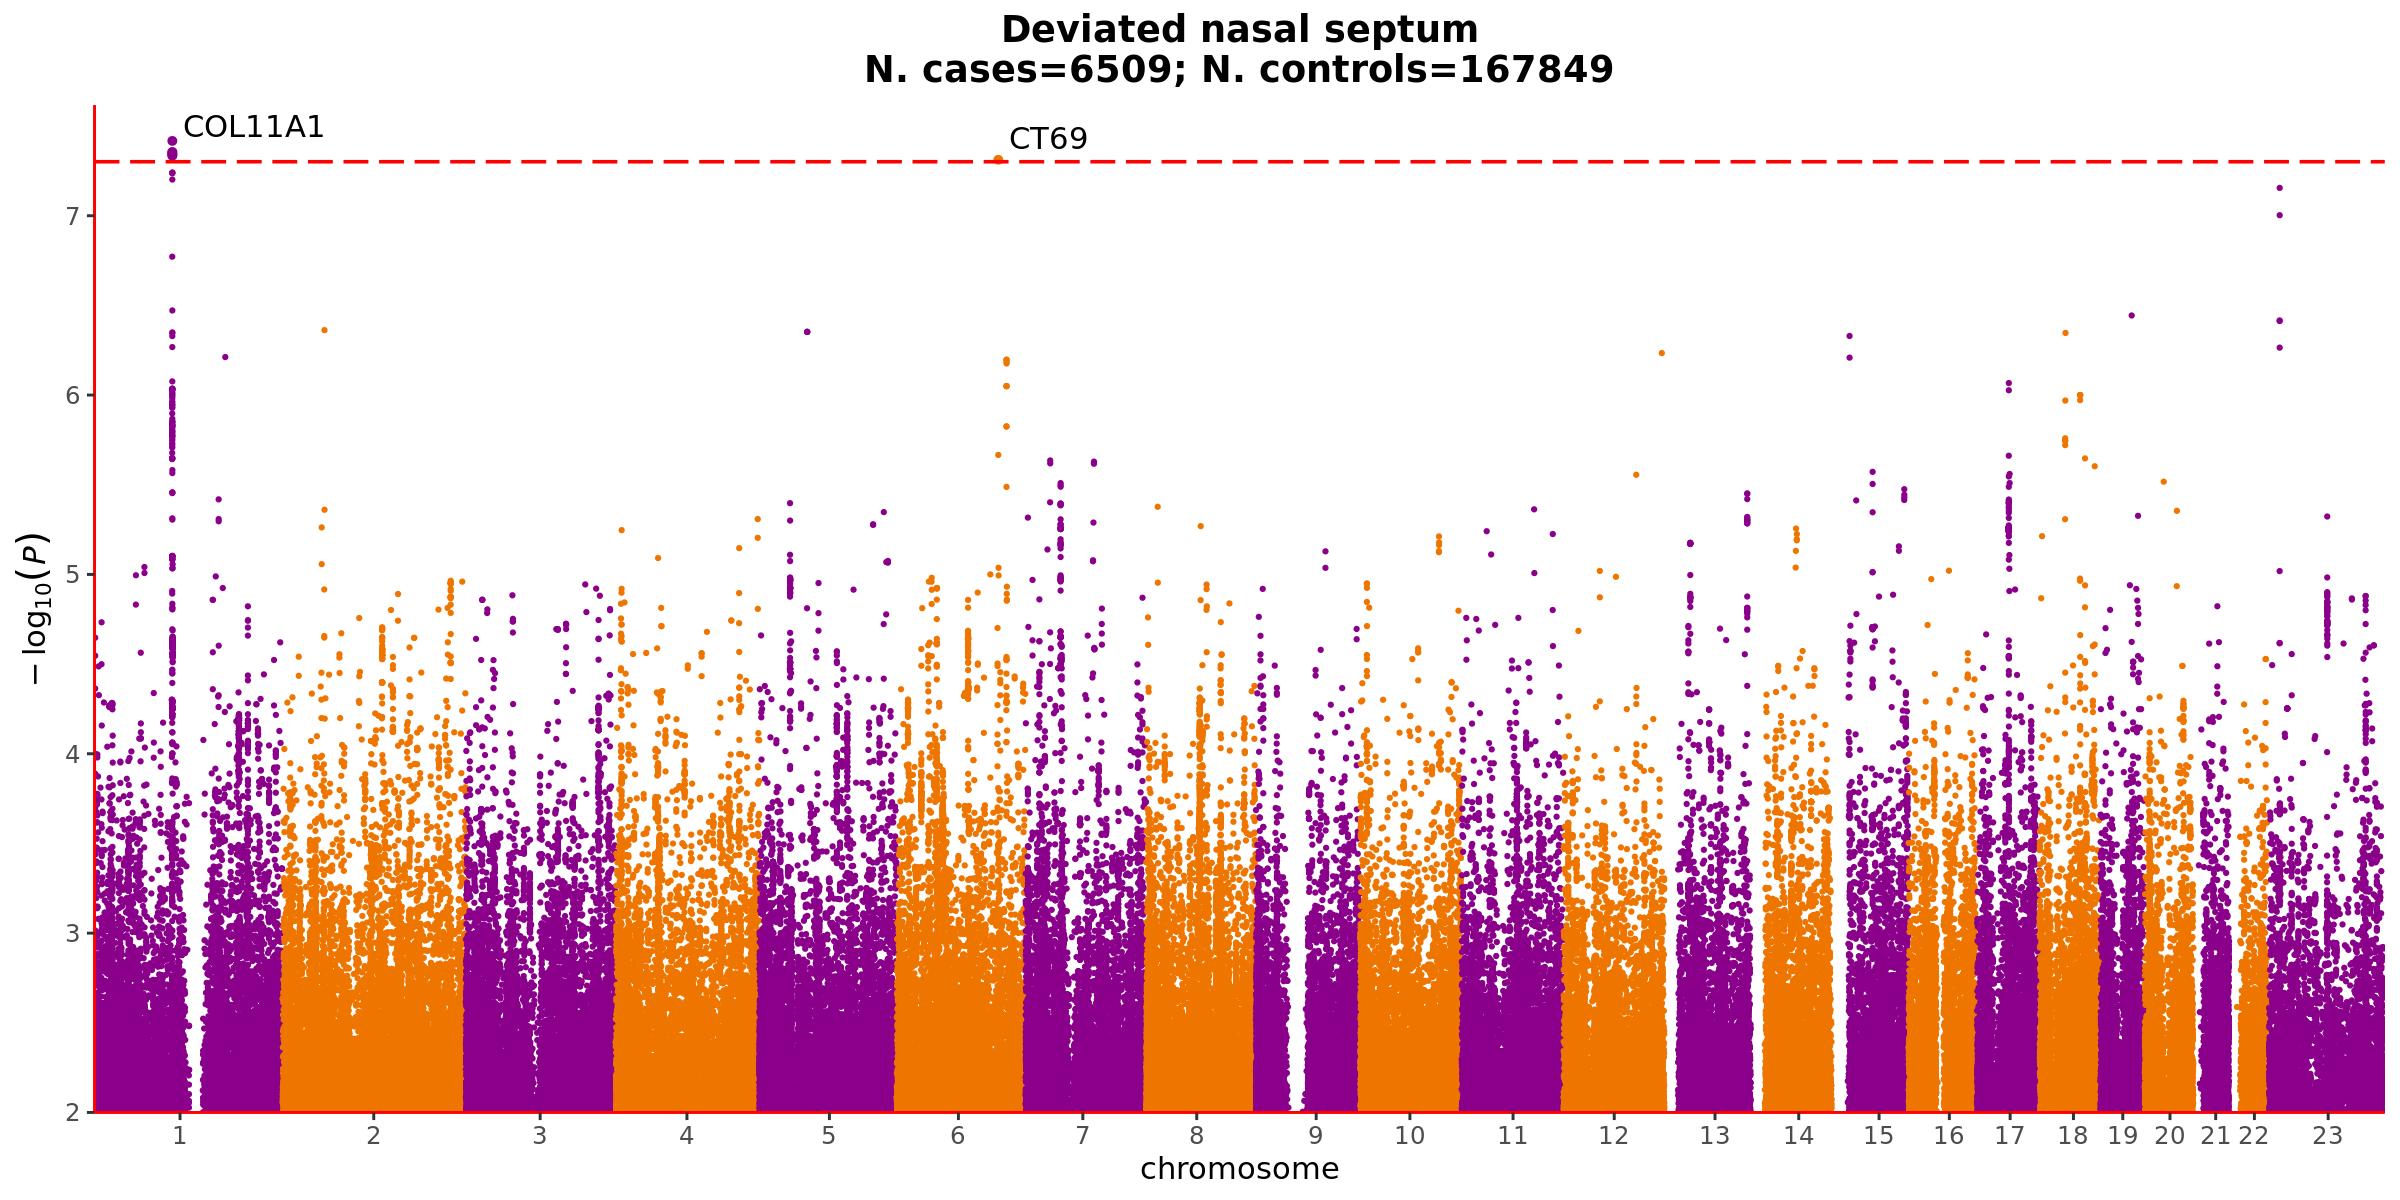 Deviated nasal septum
N. cases=6509; N. controls=167849
COL11A1
CT69
7
6
5
4
3
2
−log10(P)
1 2 3 4 5 6 7 8 9 10 11 12 13 14 15 16 17 18 19 20 21 22 23
chromosome